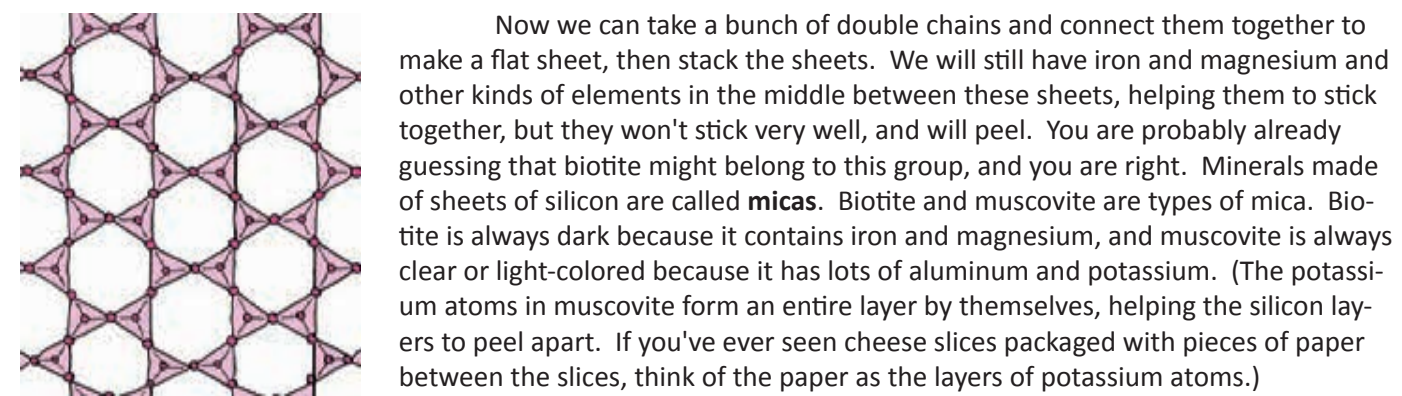 Now we can take a bunch of double chains and connect them together to
make a flat sheet, then stack the sheets.  We will still have iron and magnesium and
other kinds of elements in the middle between these sheets, helping them to stick
together, but they won't stick very well, and will peel.  You are probably already
guessing that biotite might belong to this group, and you are right.  Minerals made
of sheets of silicon are called micas.  Biotite and muscovite are types of mica.  Bio-
tite is always dark because it contains iron and magnesium, and muscovite is always
clear or light-colored because it has lots of aluminum and potassium.  (The potassi-
um atoms in muscovite form an entire layer by themselves, helping the silicon lay-
ers to peel apart.  If you've ever seen cheese slices packaged with pieces of paper
between the slices, think of the paper as the layers of potassium atoms.)